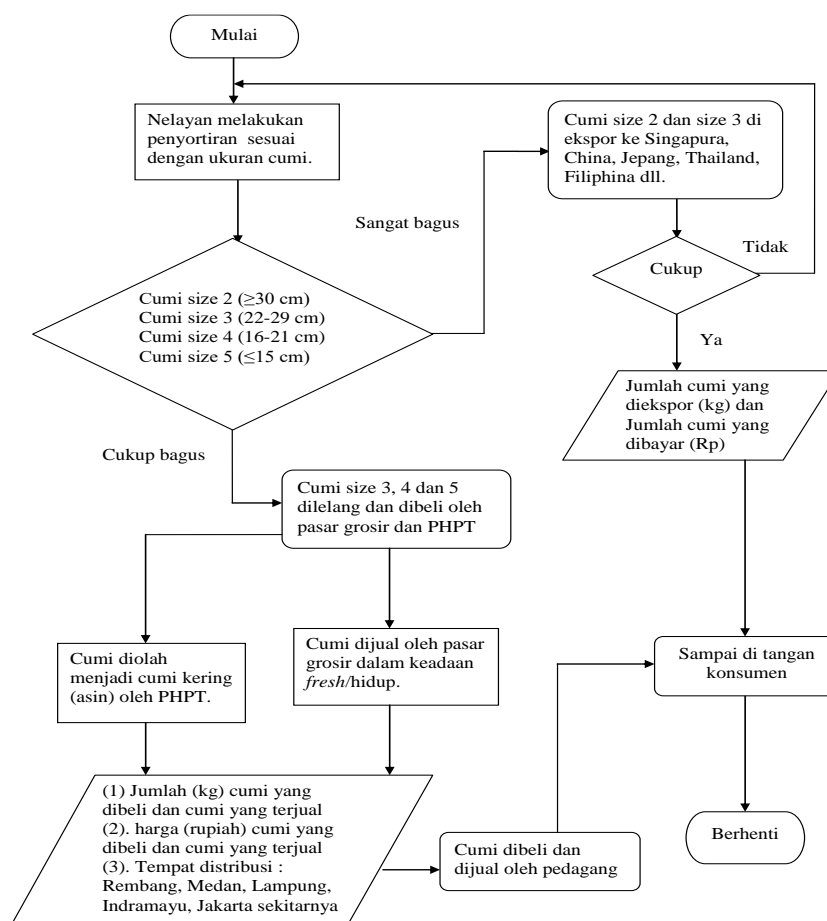 Mulai
Nelayan melakukan
penyortiran sesuai
dengan ukuran cumi.
Cumi size 2 dan size 3 di
ekspor ke Singapura,
China, Jepang, Thailand,
Filiphina dll.
Sangat bagus
Tidak
Cukup
Cumi size 2 (≥30 cm)
Cumi size 3 (22-29 cm)
Cumi size 4 (16-21 cm)
Cumi size 5 (≤15 cm)
Ya
Jumlah cumi yang
diekspor (kg) dan
Jumlah cumi yang
dibayar (Rp)
Cukup bagus
Cumi size 3, 4 dan 5
dilelang dan dibeli oleh
pasar grosir dan PHPT
Cumi diolah
menjadi cumi kering
(asin) oleh PHPT.
Cumi dijual oleh pasar
grosir dalam keadaan
fresh/hidup.
Sampai di tangan
konsumen
(1) Jumlah (kg) cumi yang
dibeli dan cumi yang terjual
(2). harga (rupiah) cumi yang
dibeli dan cumi yang terjual
(3). Tempat distribusi :
Rembang, Medan, Lampung,
Indramayu, Jakarta sekitarnya
Cumi dibeli dan
dijual oleh pedagang
Berhenti